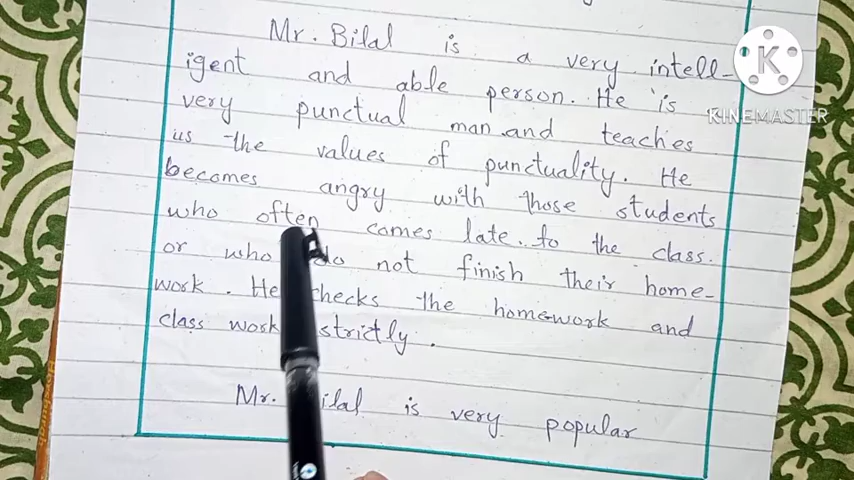 Mr. Bilal is a very intell-
igent and able person. He is
very punctual man and teaches
us the values of punctuality. He
becomes angry with those students
who often comes late to the class.
or who do not finish their home-
work. He checks the homework and
class work strictly.
Mr. Bilal is very popular
K
KINEMASTER